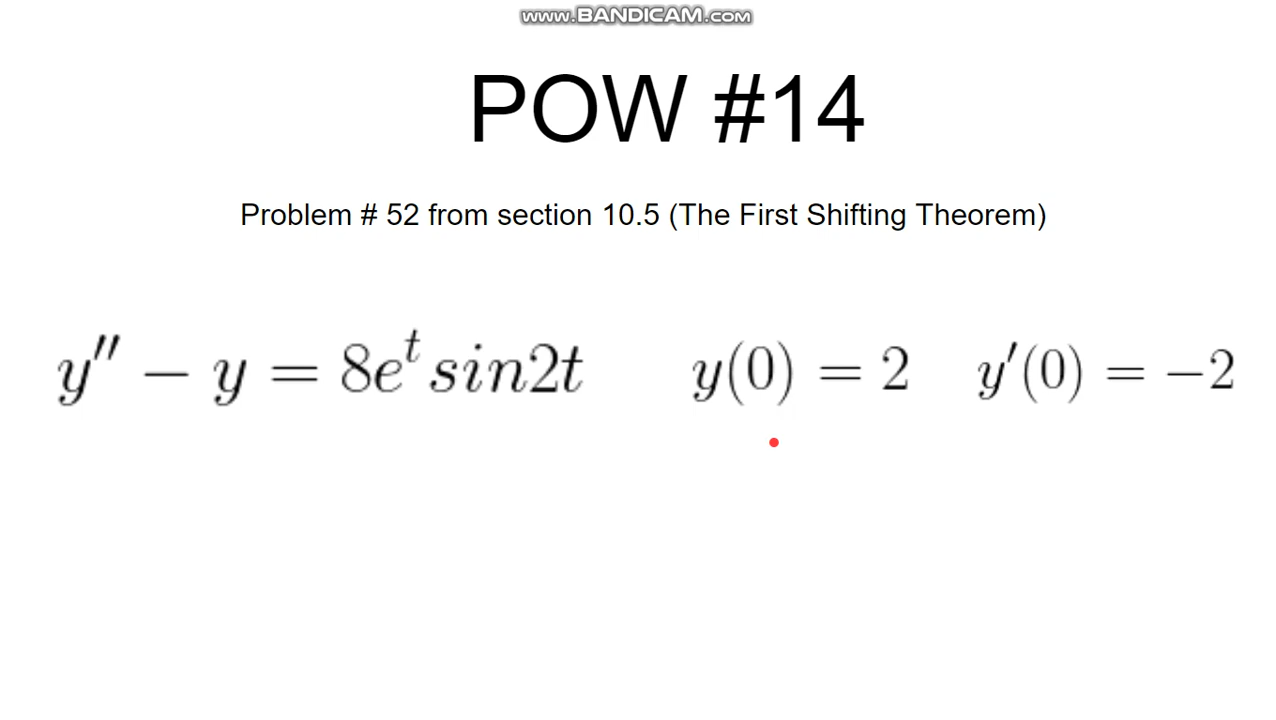 www.BANDICAM.com
POW #14
Problem # 52 from section 10.5 (The First Shifting Theorem)
y'' − y = 8e^t sin2t    y(0) = 2    y'(0) = −2